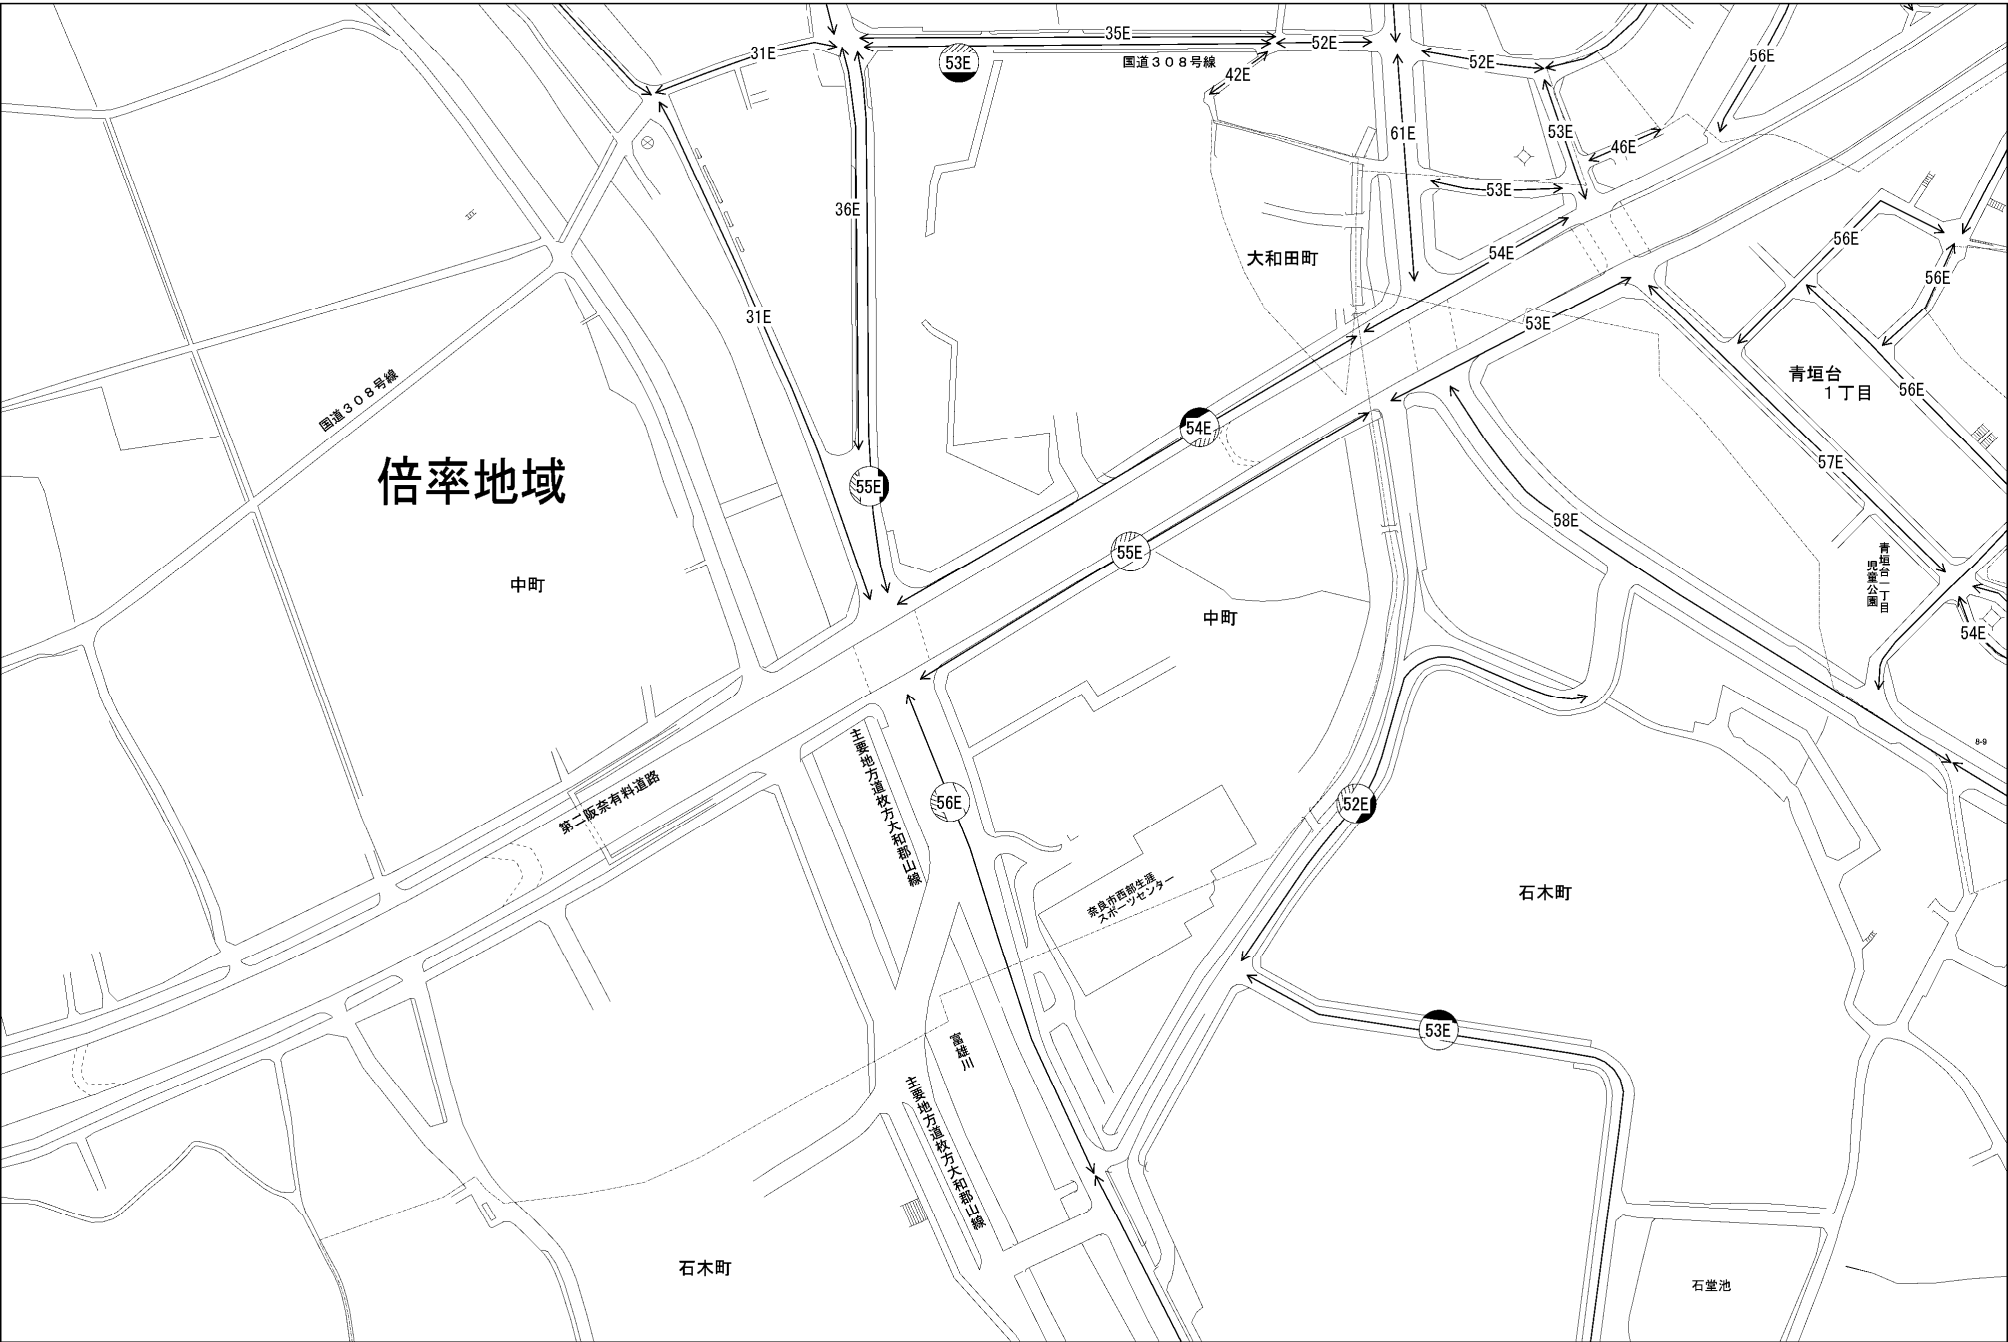 35E
31E
52E
53E
国道３０８号線
52E
56E
42E
61E
53E
46E
53E
36E
56E
54E
大和田町
56E
31E
53E
青垣台
１丁目
国道３０８号線
56E
54E
57E
倍率地域
55E
58E
55E
青垣台一丁目
児童公園
中町
中町
54E
8-9
主要地方道枚方大和郡山線
第二阪奈有料道路
56E
52E
奈良市西部生涯
スポーツセンター
石木町
53E
富雄川
主要地方道枚方大和郡山線
石木町
石堂池